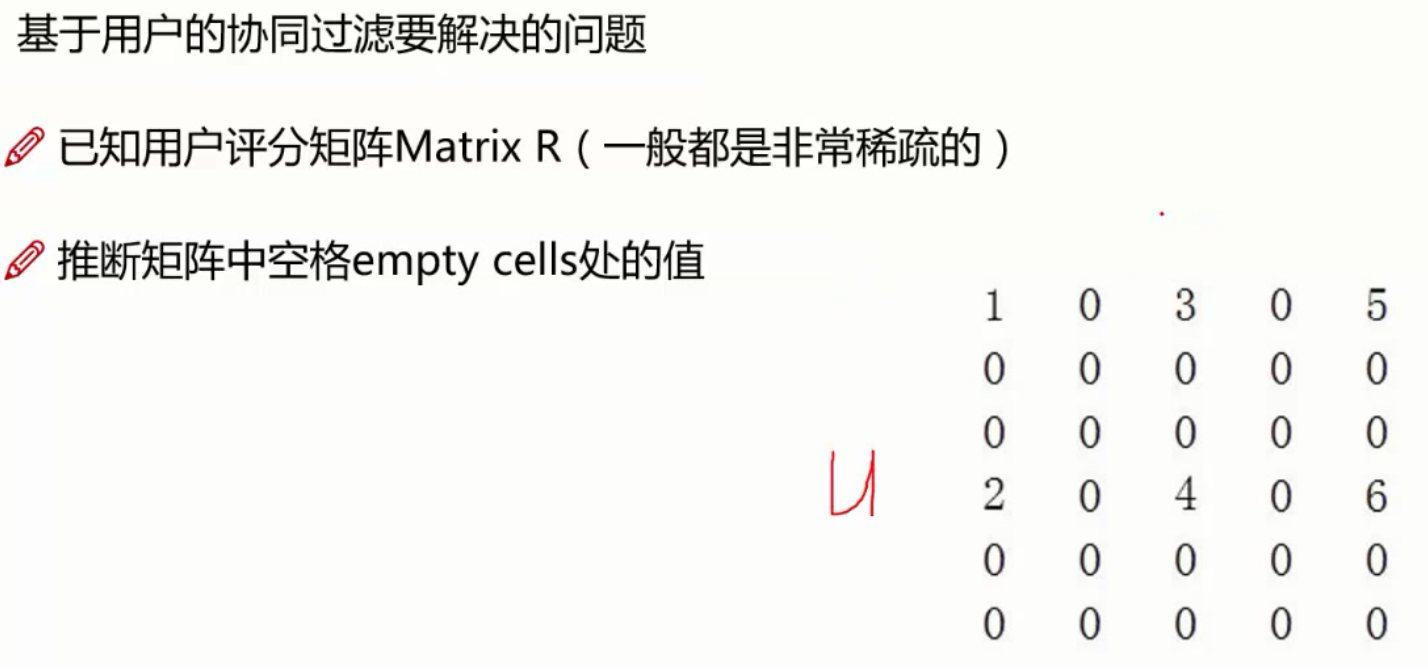 基于用户的协同过滤要解决的问题
已知用户评分矩阵Matrix R（一般都是非常稀疏的）
推断矩阵中空格empty cells处的值
1 0 3 0 5
0 0 0 0 0
0 0 0 0 0
U
2 0 4 0 6
0 0 0 0 0
0 0 0 0 0